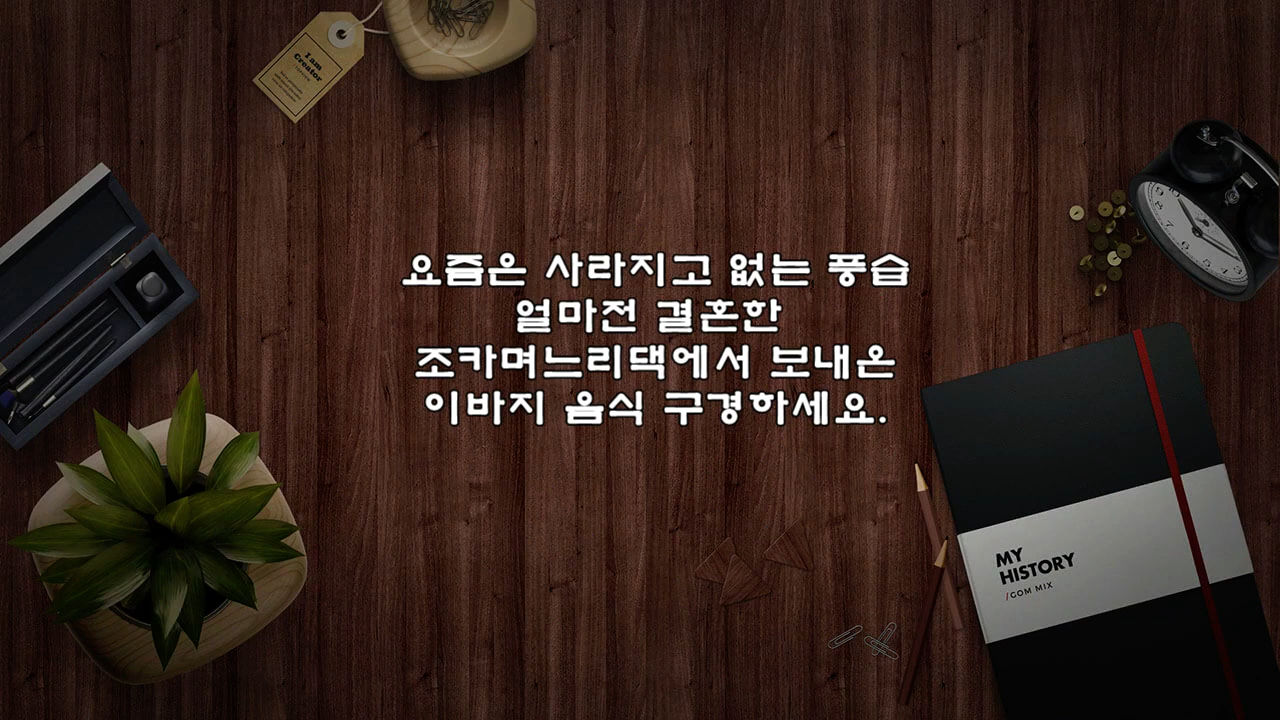 I am
Creator
요즘은 사라지고 없는 풍습
얼마전 결혼한
조카며느리댁에서 보내온
이바지 음식 구경하세요.
MY
HISTORY
/GOM MIX